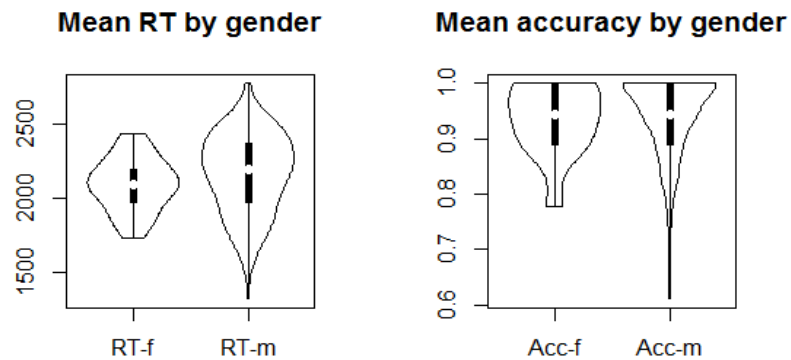 Mean RT by gender
2500
2000
1500
RT-f RT-m
Mean accuracy by gender
1.0
0.9
0.8
0.7
0.6
Acc-f Acc-m